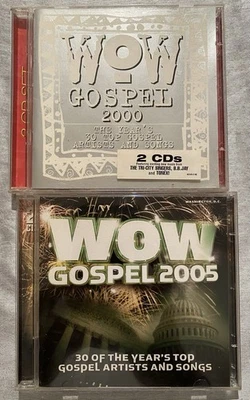 2 CD SET
WOW
GOSPEL
2000
THE YEAR'S
30 TOP GOSPEL
ARTISTS AND SONGS
2 CDs
THE TRI-CITY SINGERS, B.B. JAY
and TONEX!
WASHINGTON, D.C.
WOW
GOSPEL 2005
30 OF THE YEAR'S TOP
GOSPEL ARTISTS AND SONGS